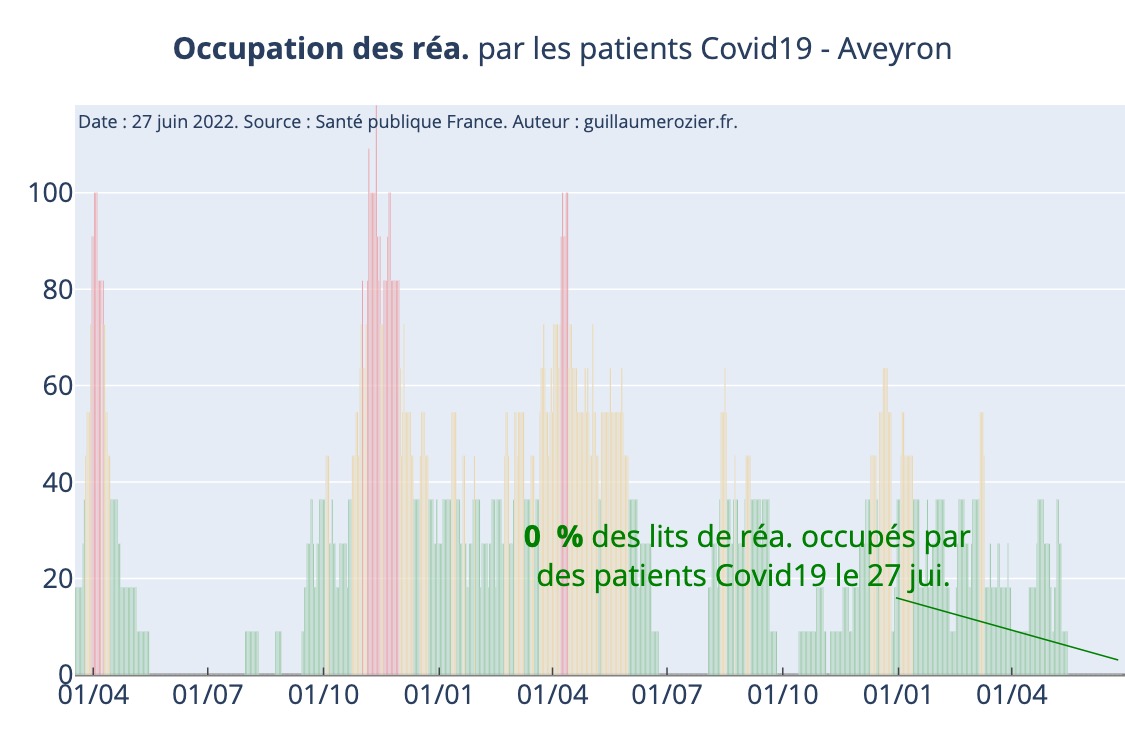 Occupation des réa. par les patients Covid19 - Aveyron
Date : 27 juin 2022. Source : Santé publique France. Auteur : guillaumerozier.fr.
100
80
60
40
20
0
0 % des lits de réa. occupés par
des patients Covid19 le 27 jui.
01/04 01/07 01/10 01/01 01/04 01/07 01/10 01/01 01/04